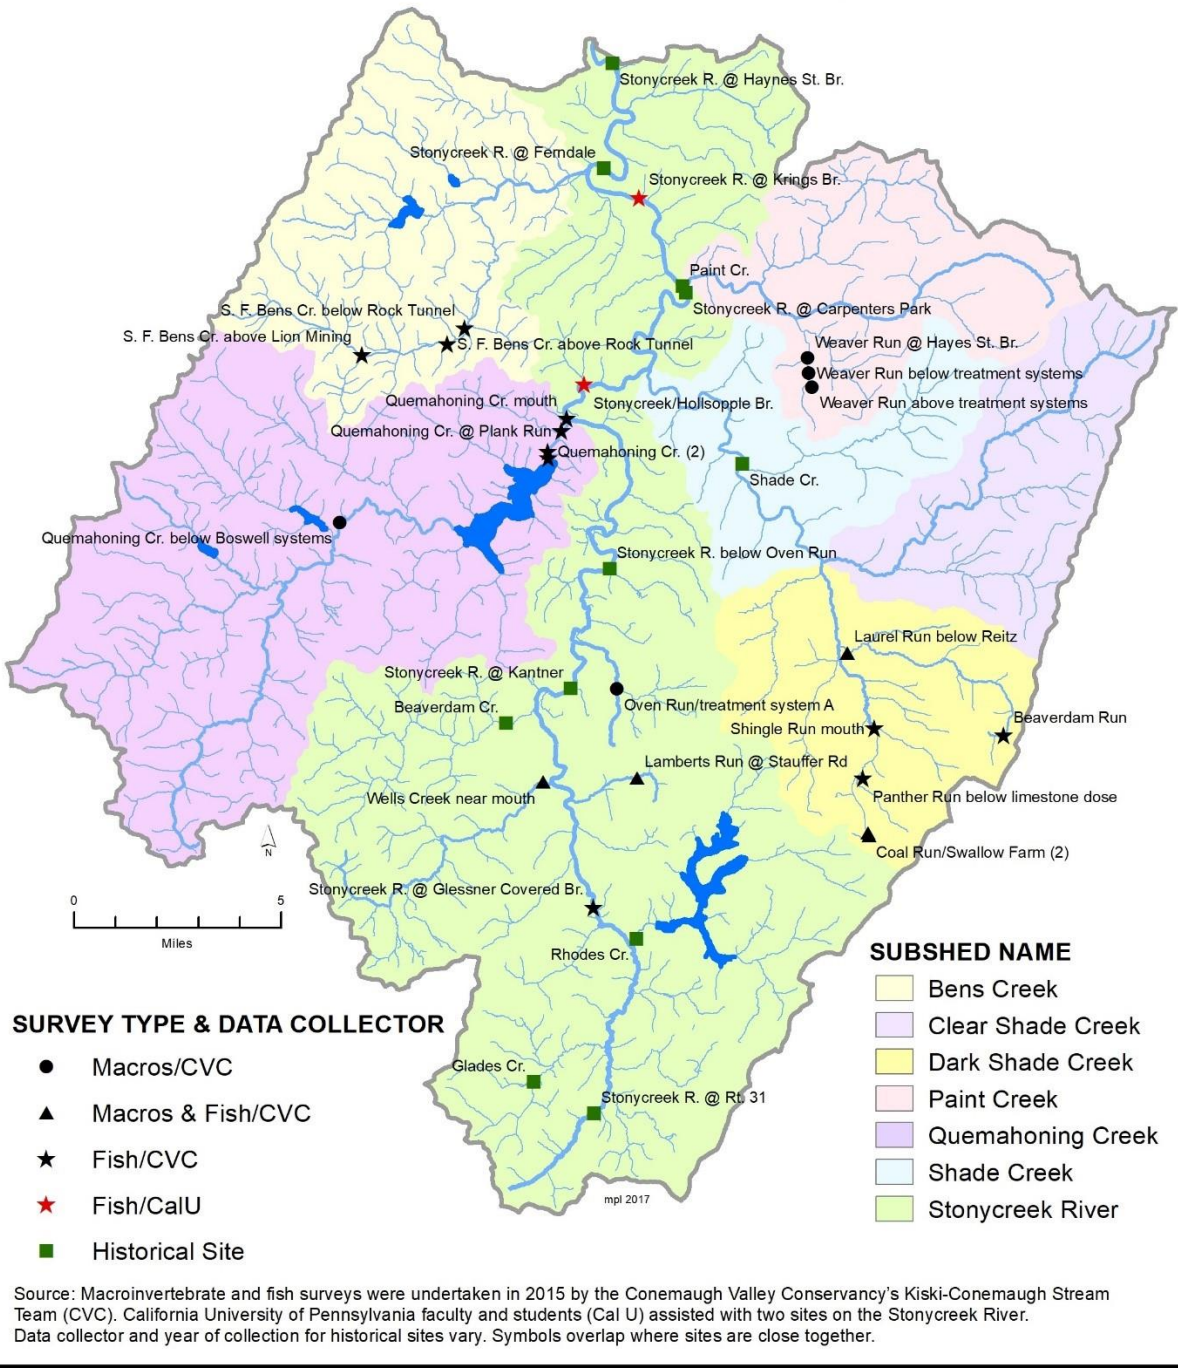 Stonycreek R. @ Haynes St. Br.
Stonycreek R. @ Ferndale
Stonycreek R. @ Krings Br.
Paint Cr.
Stonycreek R. @ Carpenters Park
S. F. Bens Cr. below Rock Tunnel
S. F. Bens Cr. above Lion Mining
S. F. Bens Cr. above Rock Tunnel
Weaver Run @ Hayes St. Br.
Weaver Run below treatment systems
Weaver Run above treatment systems
Quemahoning Cr. mouth
Stonycreek/Hollsopple Br.
Quemahoning Cr. @ Plank Run
Quemahoning Cr. (2)
Shade Cr.
Quemahoning Cr. below Boswell systems
Stonycreek R. below Oven Run
Laurel Run below Reitz
Stonycreek R. @ Kantner
Beaverdam Cr.
Oven Run/treatment system A
Shingle Run mouth
Beaverdam Run
Lamberts Run @ Stauffer Rd
Wells Creek near mouth
Panther Run below limestone dose
Coal Run/Swallow Farm (2)
N
0 5
Miles
Stonycreek R. @ Glessner Covered Br.
Rhodes Cr.
Glades Cr.
Stonycreek R. @ Rt. 31
mpl 2017
SURVEY TYPE & DATA COLLECTOR
Macros/CVC
Macros & Fish/CVC
Fish/CVC
Fish/CalU
Historical Site
SUBSHED NAME
Bens Creek
Clear Shade Creek
Dark Shade Creek
Paint Creek
Quemahoning Creek
Shade Creek
Stonycreek River
Source: Macroinvertebrate and fish surveys were undertaken in 2015 by the Conemaugh Valley Conservancy's Kiski-Conemaugh Stream
Team (CVC). California University of Pennsylvania faculty and students (Cal U) assisted with two sites on the Stonycreek River.
Data collector and year of collection for historical sites vary. Symbols overlap where sites are close together.